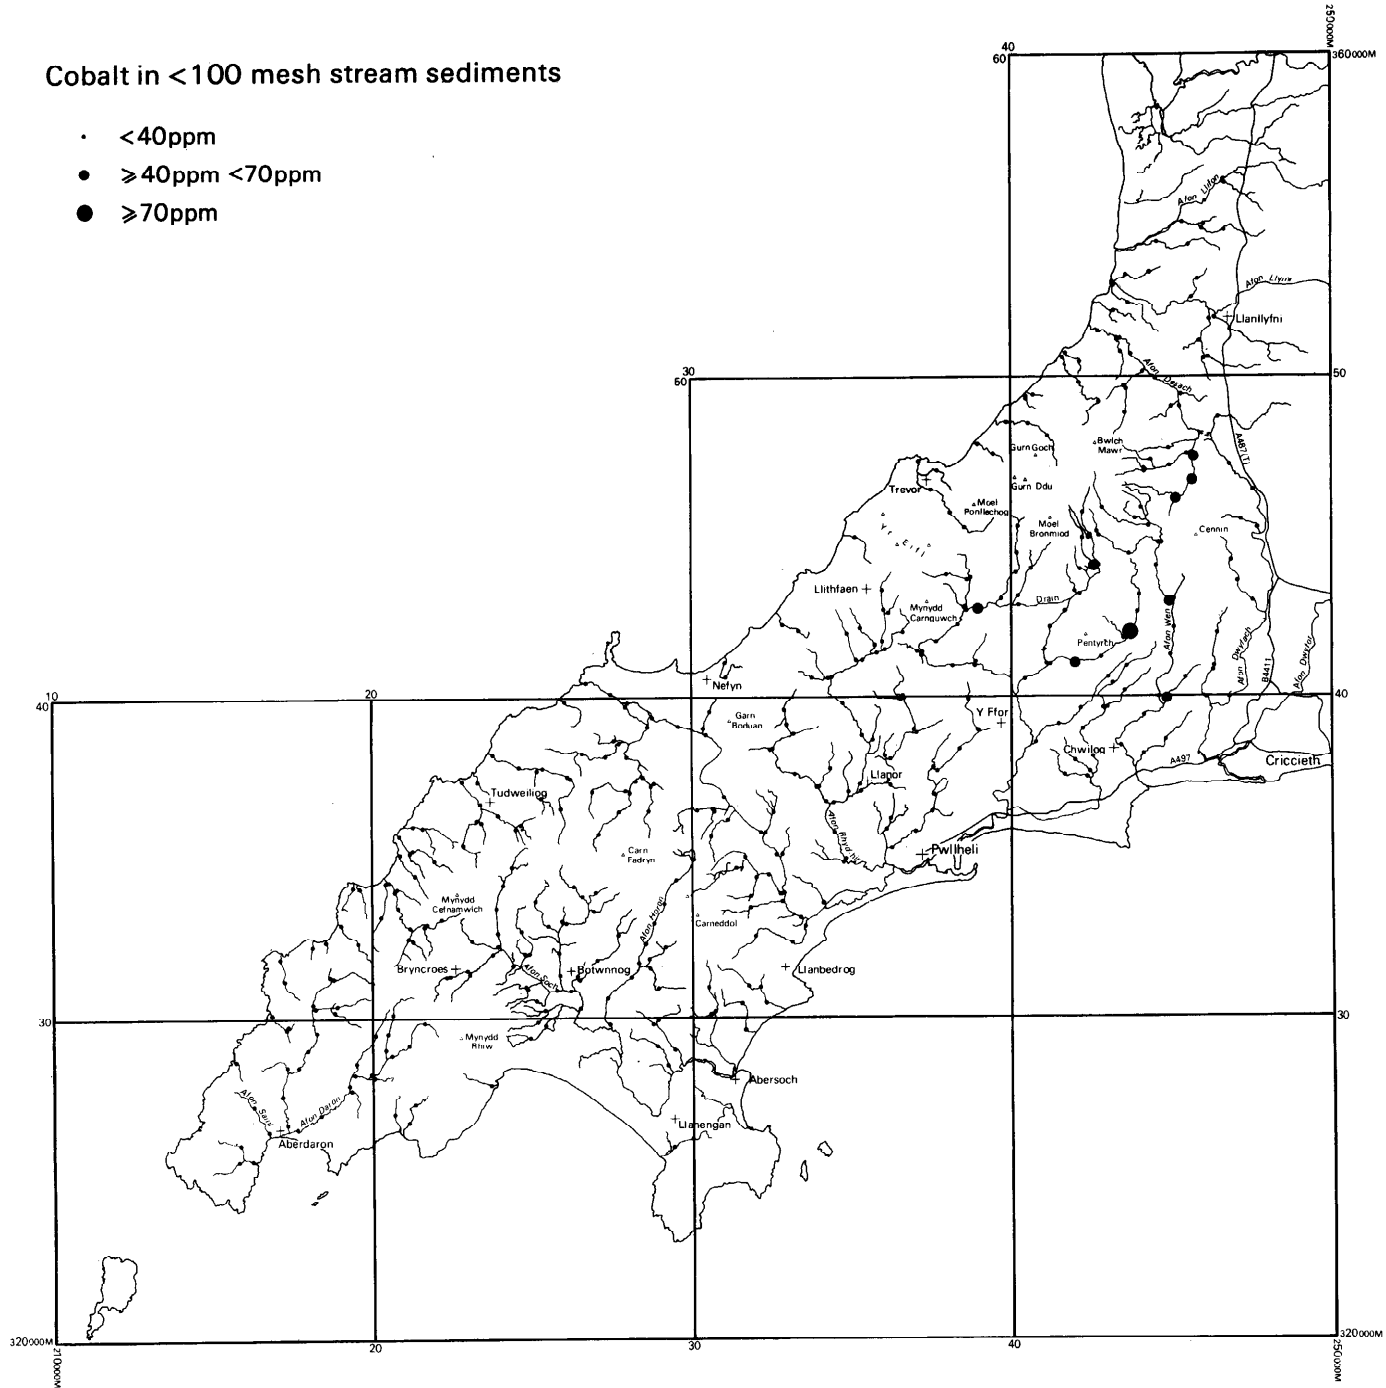 Cobalt in <100 mesh stream sediments
<40ppm
⩾40ppm <70ppm
⩾70ppm
250000M
40
60
360000M
Afon Llifon
Afon Llyfni
Llanllyfni
30
50
Afon Desach
A487(T)
Bwlch
Mawr
Gurn Goch
Gurn Ddu
Trevor
Moel
Penllechog
Moel
Bronmiod
Yr Eifl
Cennin
Llithfaen
Drain
Mynydd
Carnguwch
Pentyrch
Afon Wen
Afon Dwyfach
B4411
Afon Dwyfor
Nefyn
10
20
40
40
Garn
Boduan
Y Ffor
Chwilog
A497
Criccieth
Llanor
Tudweiliog
Afon Rhyd-hir
Pwllheli
Carn
Fadryn
Mynydd
Cefnamwlch
Afon Horon
Carneddol
Bryncroes
Afon Soch
Botwnnog
Llanbedrog
30
30
Mynydd
Rhiw
Abersoch
Afon Saint
Afon Daron
Aberdaron
Llanengan
320000M
210000M
20
30
40
320000M
250000M